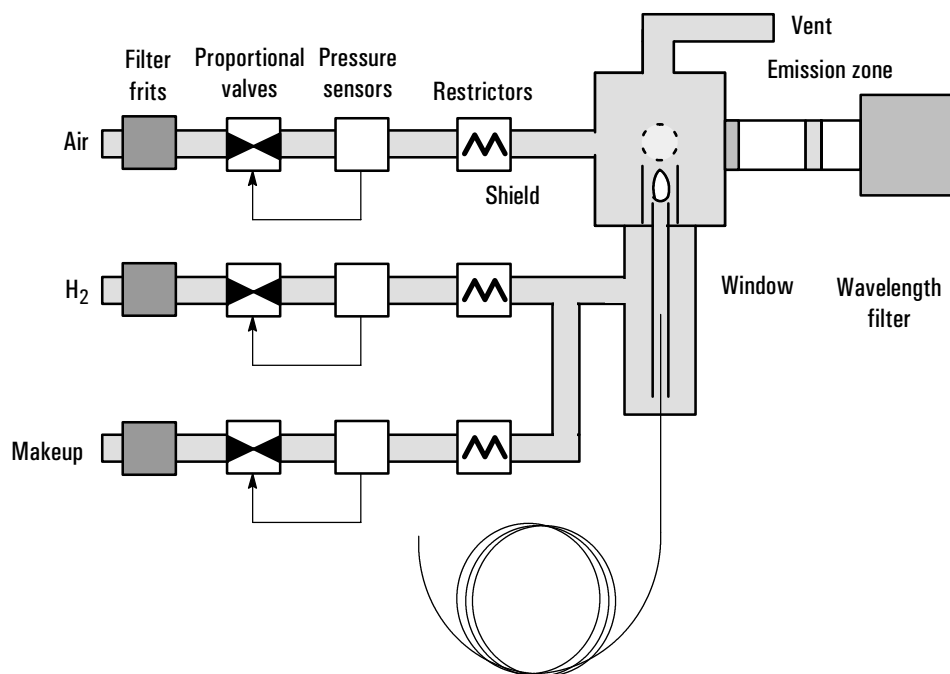 Vent
Filter
frits
Proportional
valves
Pressure
sensors
Restrictors
Emission zone
Air
Shield
H2
Window
Wavelength
filter
Makeup